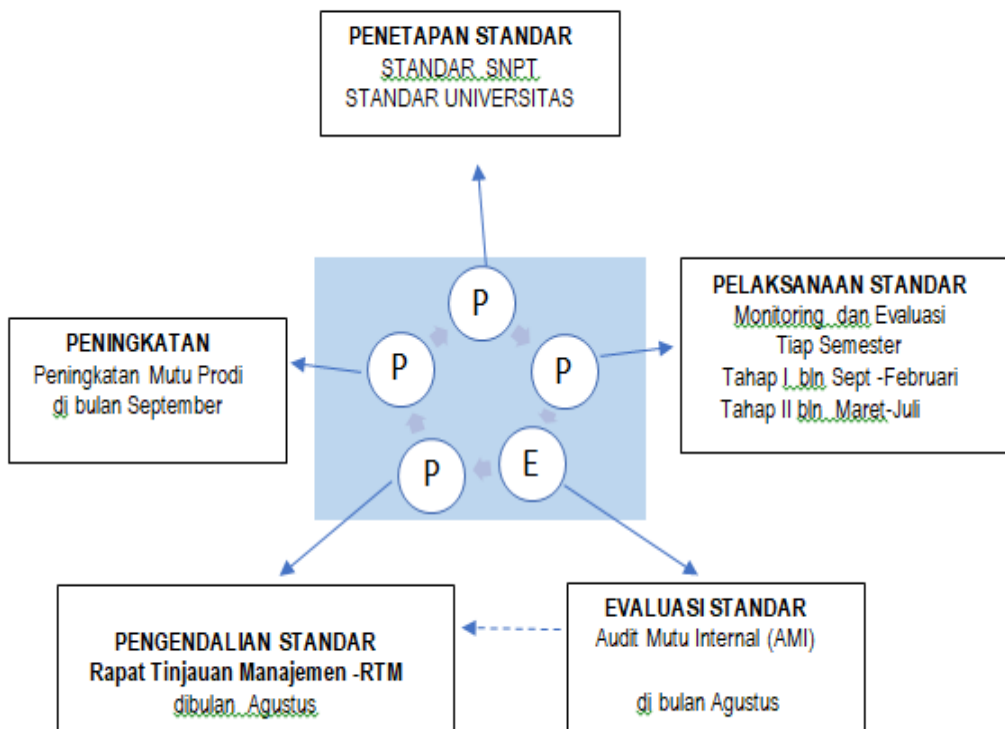 PENETAPAN STANDAR
STANDAR SNPT
STANDAR UNIVERSITAS
P
PELAKSANAAN STANDAR
Monitoring dan Evaluasi
Tiap Semester
Tahap I bln Sept -Februari
Tahap II bln Maret-Juli
P
E
EVALUASI STANDAR
Audit Mutu Internal (AMI)
di bulan Agustus
P
PENGENDALIAN STANDAR
Rapat Tinjauan Manajemen -RTM
dibulan Agustus
P
PENINGKATAN
Peningkatan Mutu Prodi
di bulan September